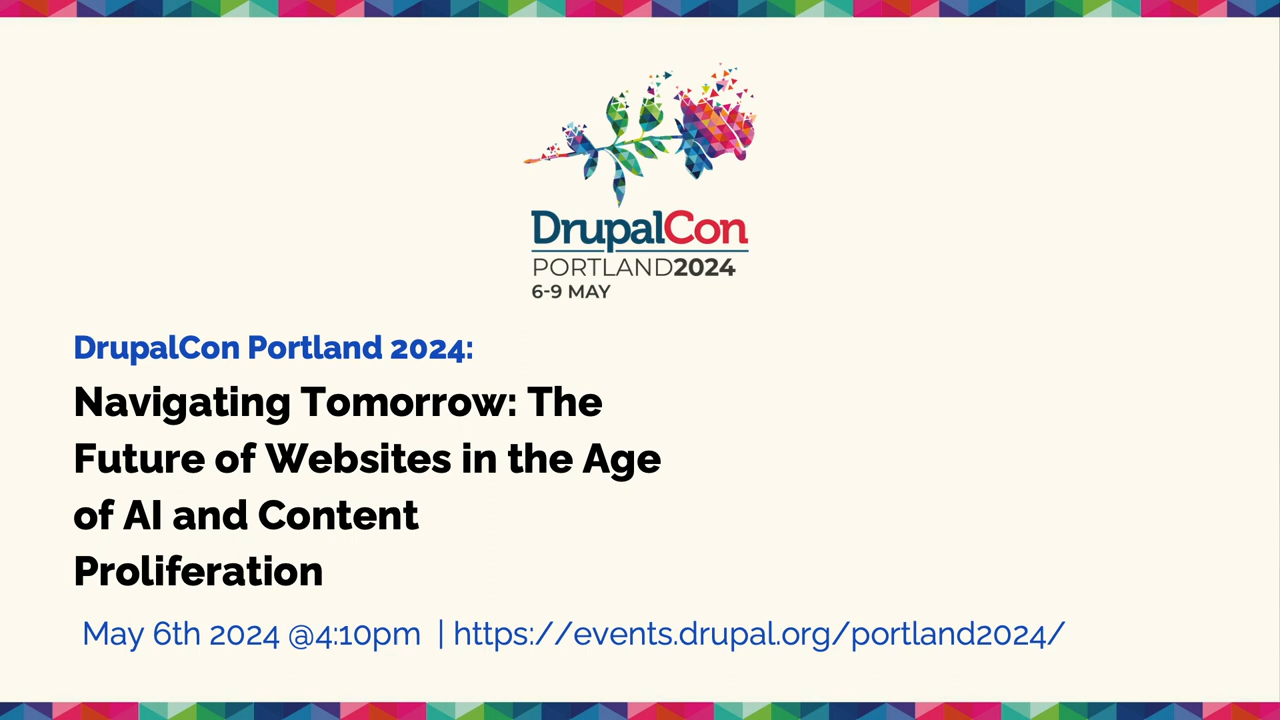 DrupalCon
PORTLAND2024
6-9 MAY
DrupalCon Portland 2024:
Navigating Tomorrow: The
Future of Websites in the Age
of AI and Content
Proliferation
May 6th 2024 @4:10pm | https://events.drupal.org/portland2024/